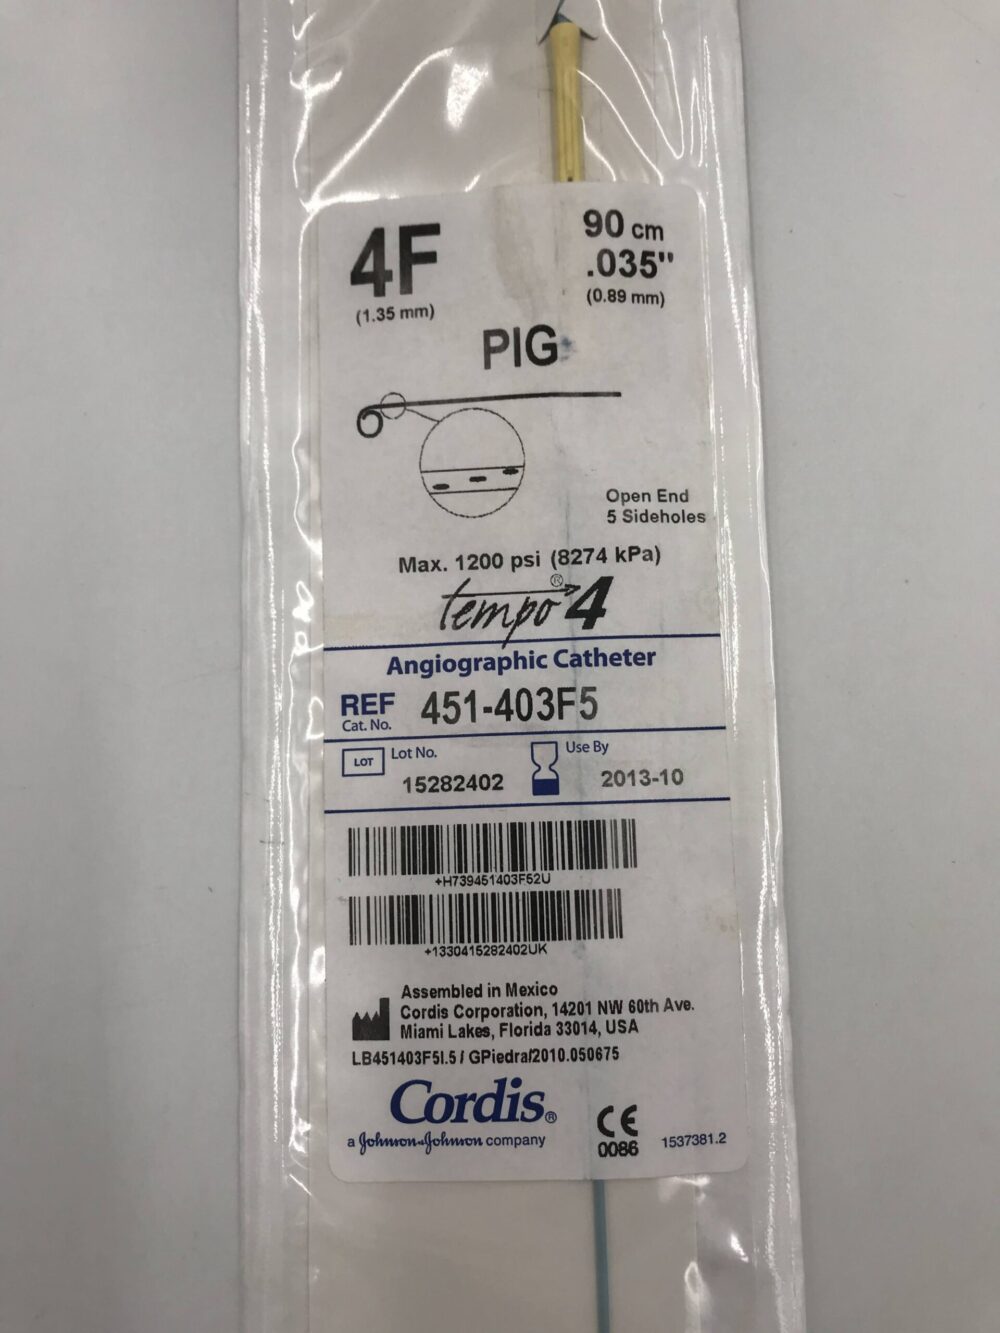 4F
(1.35 mm)
90 cm
.035"
(0.89 mm)
PIG
Open End
5 Sideholes
Max. 1200 psi (8274 kPa)
tempo® 4
Angiographic Catheter
REF 451-403F5
Cat. No.
LOT Lot No. Use By
15282402 2013-10
+H739451403F52U
+1330415282402UK
Assembled in Mexico
Cordis Corporation, 14201 NW 60th Ave.
Miami Lakes, Florida 33014, USA
LB451403F5I.5 / GPiedra/2010.050675
Cordis®
a Johnson&Johnson company
CE
0086
1537381.2